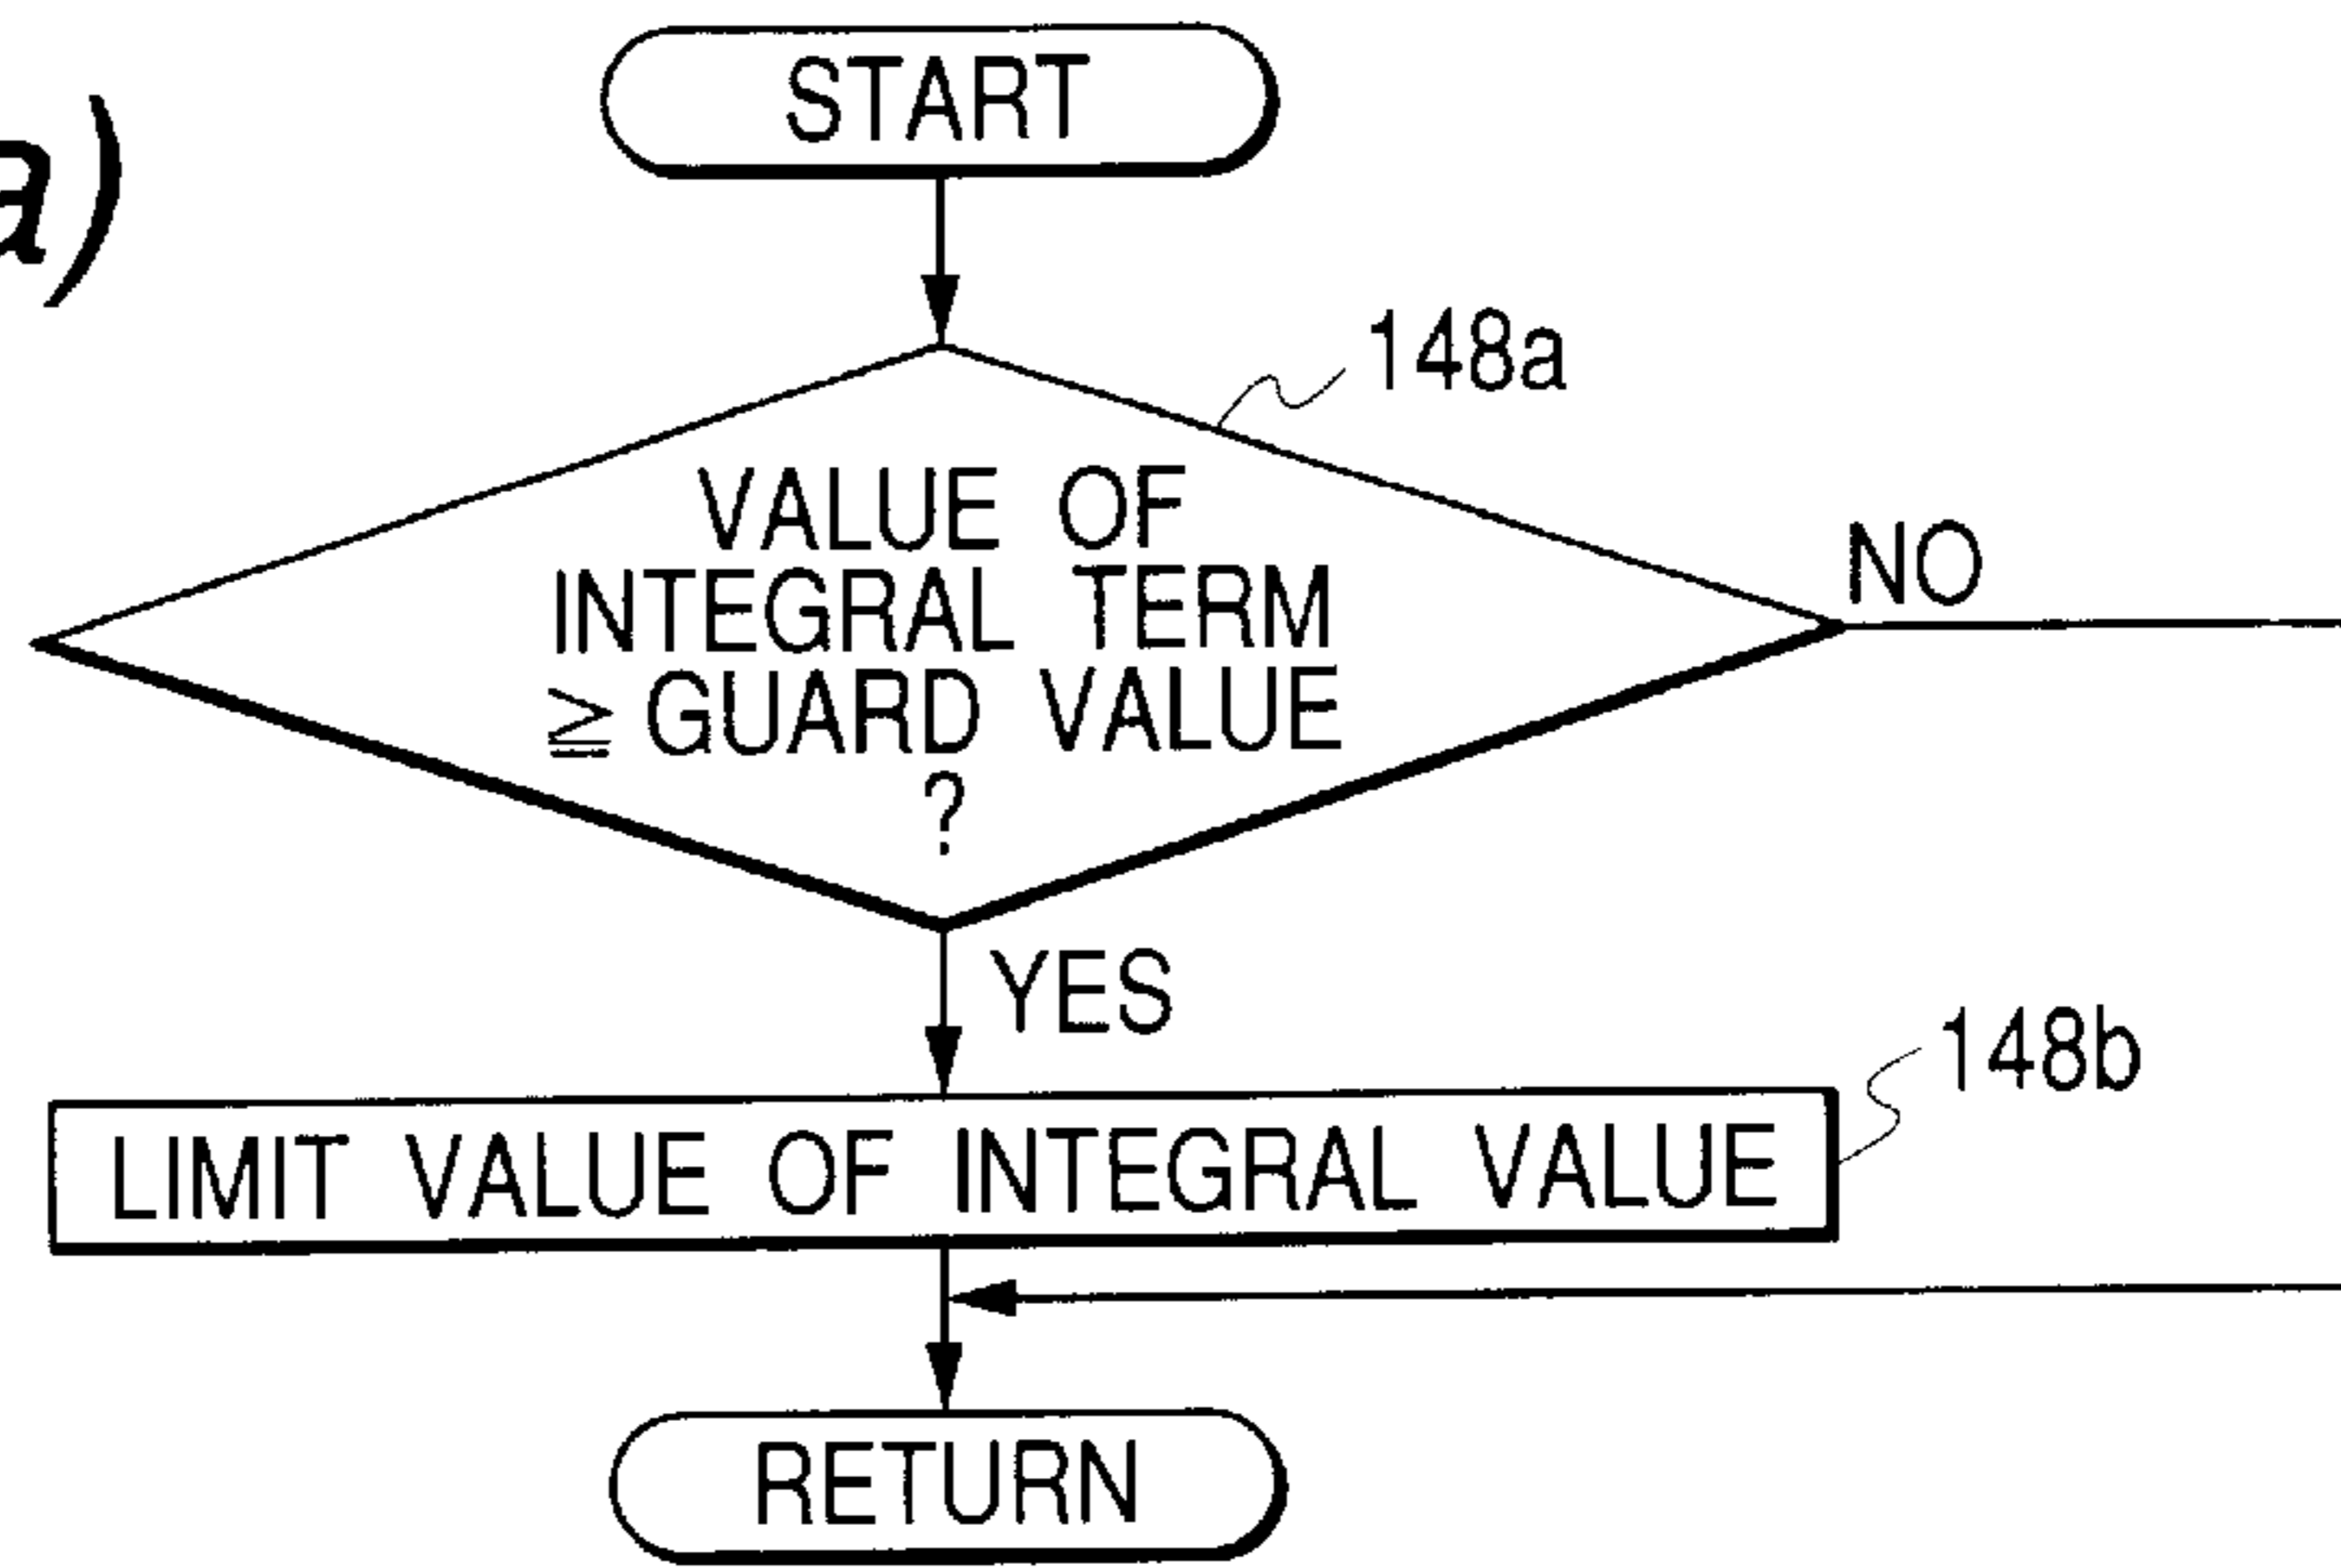 START
a)
148a
VALUE OF
INTEGRAL TERM
≧ GUARD VALUE
?
NO
YES
148b
LIMIT VALUE OF INTEGRAL VALUE
RETURN